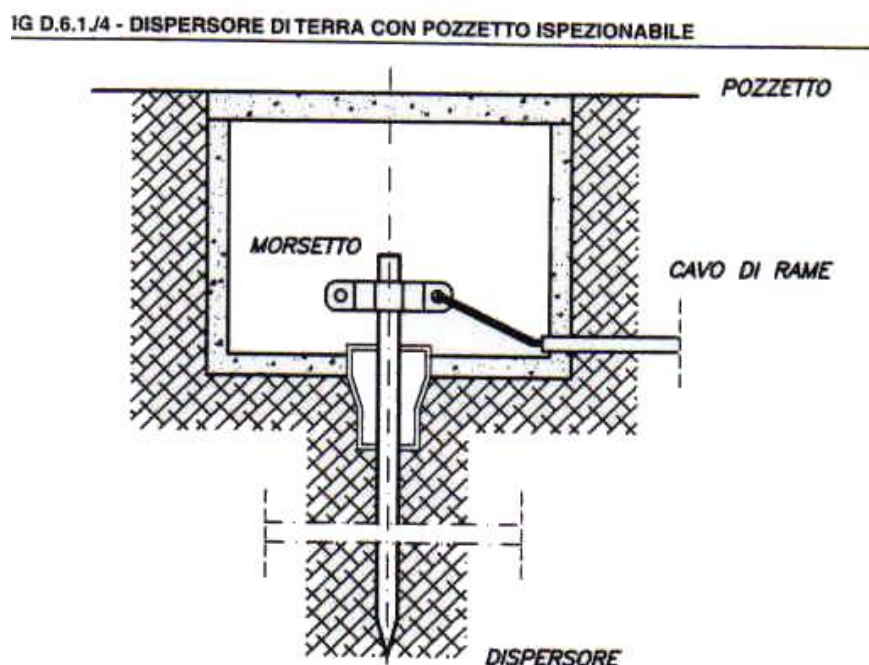 IG D.6.1./4 - DISPERSORE DI TERRA CON POZZETTO ISPEZIONABILE
POZZETTO
MORSETTO
CAVO DI RAME
DISPERSORE